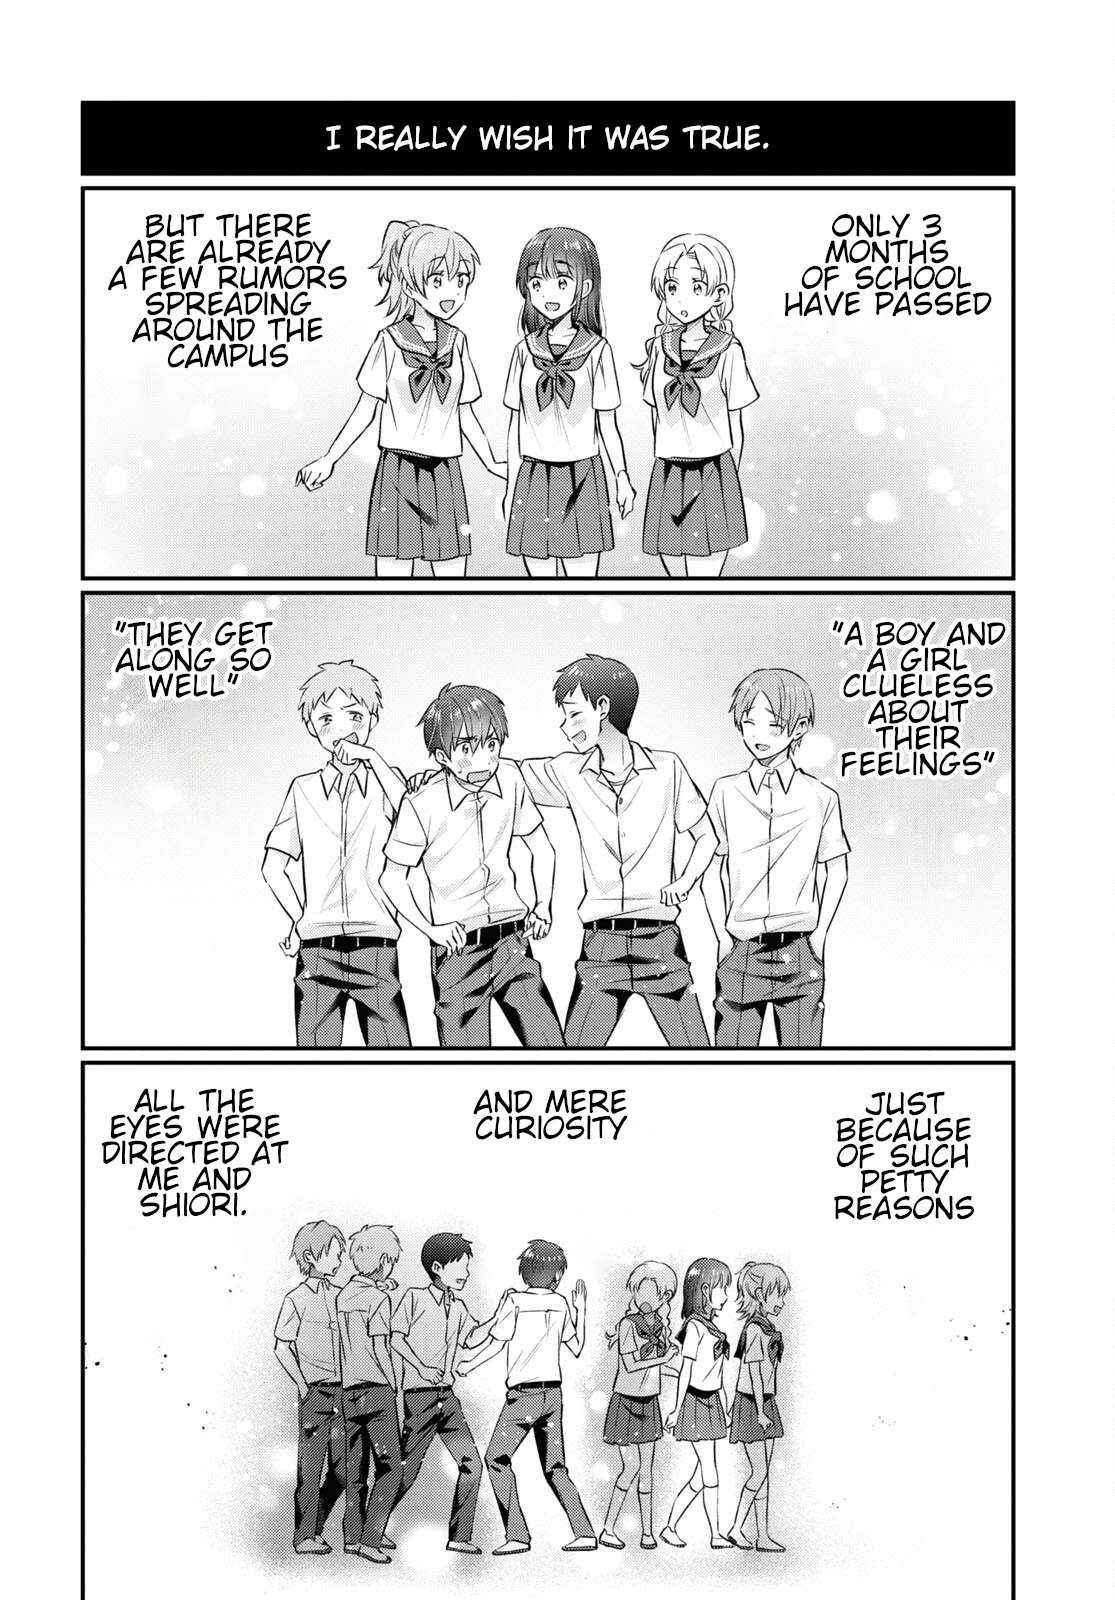 I REALLY WISH IT WAS TRUE.
ONLY 3
MONTHS
OF SCHOOL
HAVE PASSED
BUT THERE
ARE ALREADY
A FEW RUMORS
SPREADING
AROUND THE
CAMPUS
"A BOY AND
A GIRL
CLUELESS
ABOUT
THEIR
FEELINGS"
"THEY GET
ALONG SO
WELL"
JUST
BECAUSE
OF SUCH
PETTY
REASONS
AND MERE
CURIOSITY
ALL THE
EYES WERE
DIRECTED AT
ME AND
SHIORI.